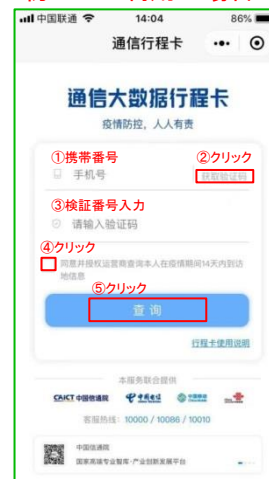 中国联通 14:04 86%
通信行程卡
通信大数据行程卡
疫情防控，人人有责
①携帯番号
②クリック
手机号
获取验证码
③検証番号入力
请输入验证码
④クリック
同意并授权运营商查询本人在疫情期间14天内到访
地信息
⑤クリック
查询
行程卡使用说明
本服务联合提供
CAICT 中国信通院 中国电信 中国移动
客服热线：10000 / 10086 / 10010
中国信通院
国家高端专业智库·产业创新发展平台